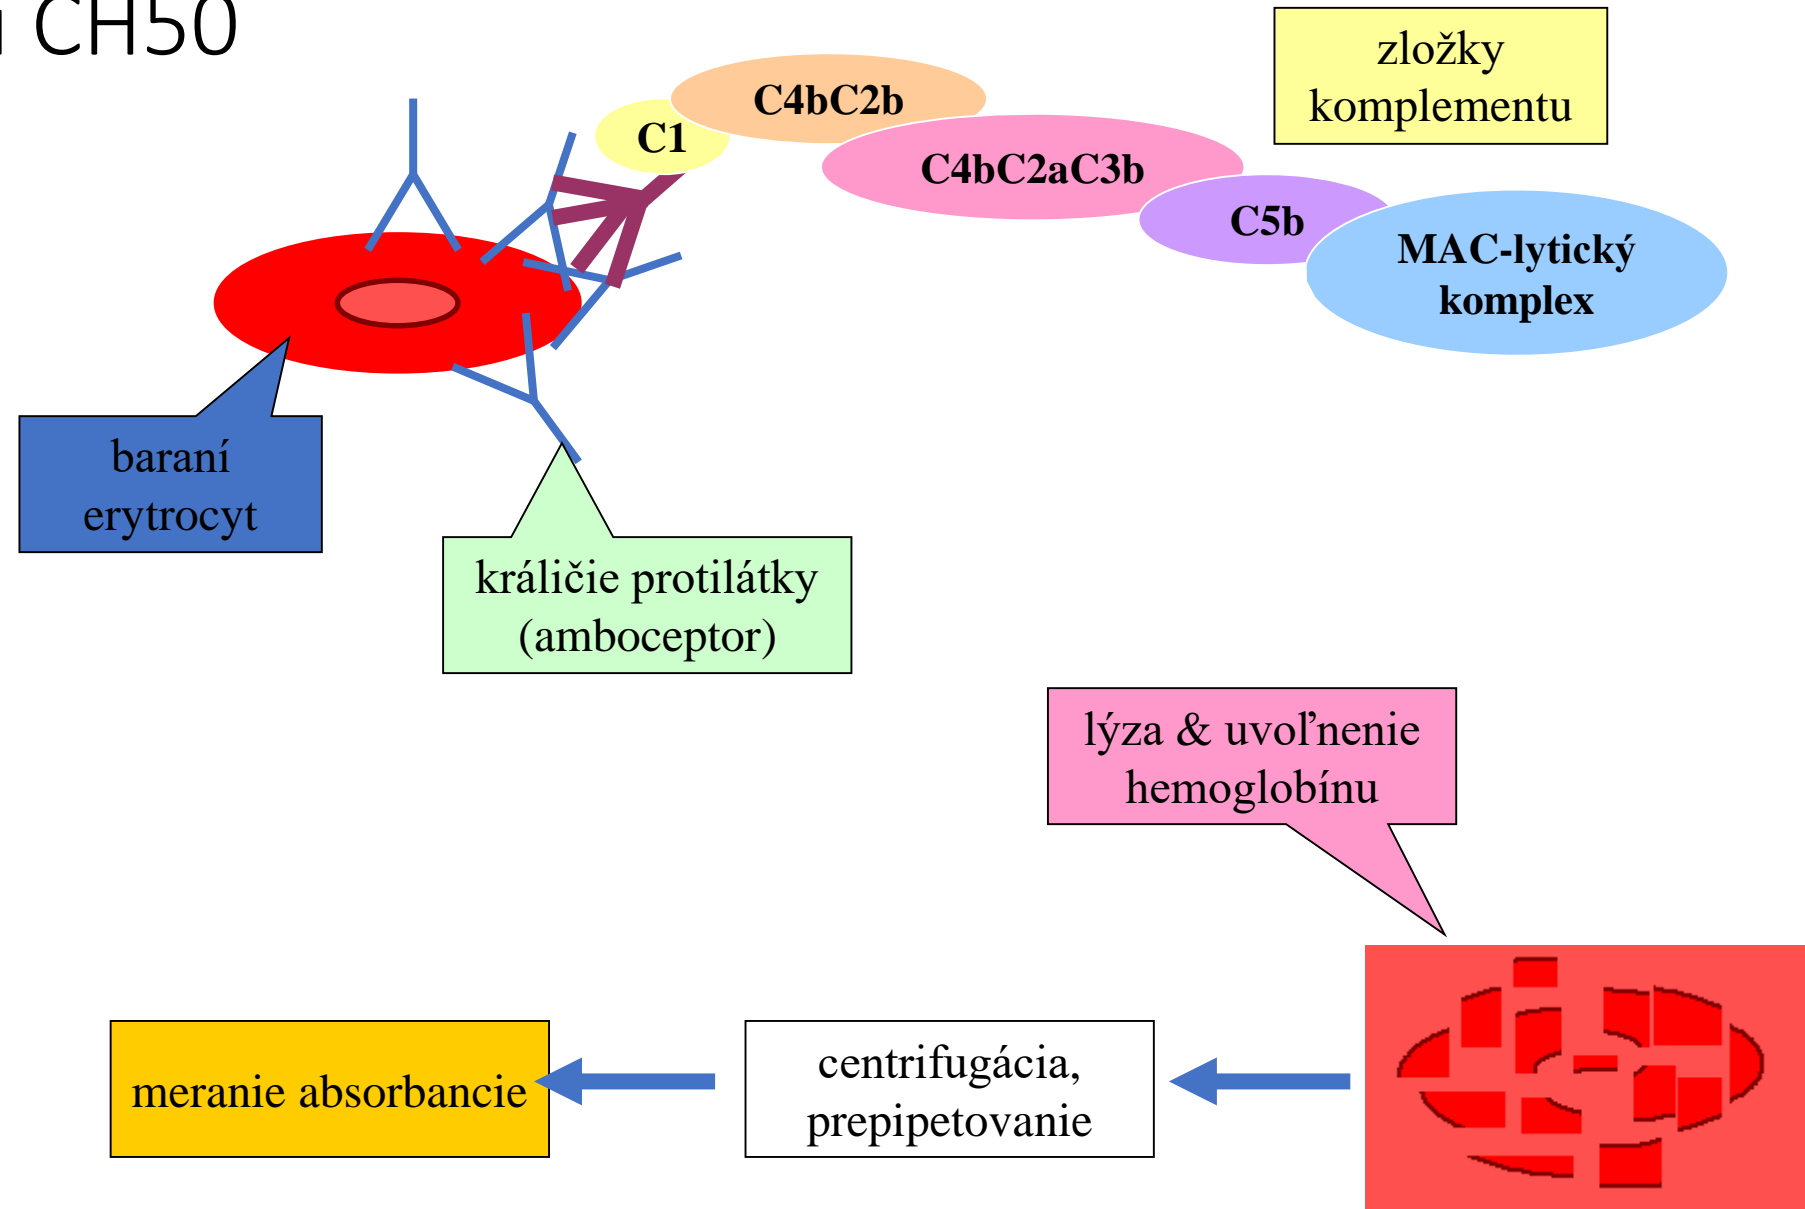 CH50
zložky
komplementu
C1
C4bC2b
C4bC2aC3b
C5b
MAC-lytický
komplex
baraní
erytrocyt
králičie protilátky
(amboceptor)
lýza & uvoľnenie
hemoglobínu
meranie absorbancie
centrifugácia,
prepipetovanie